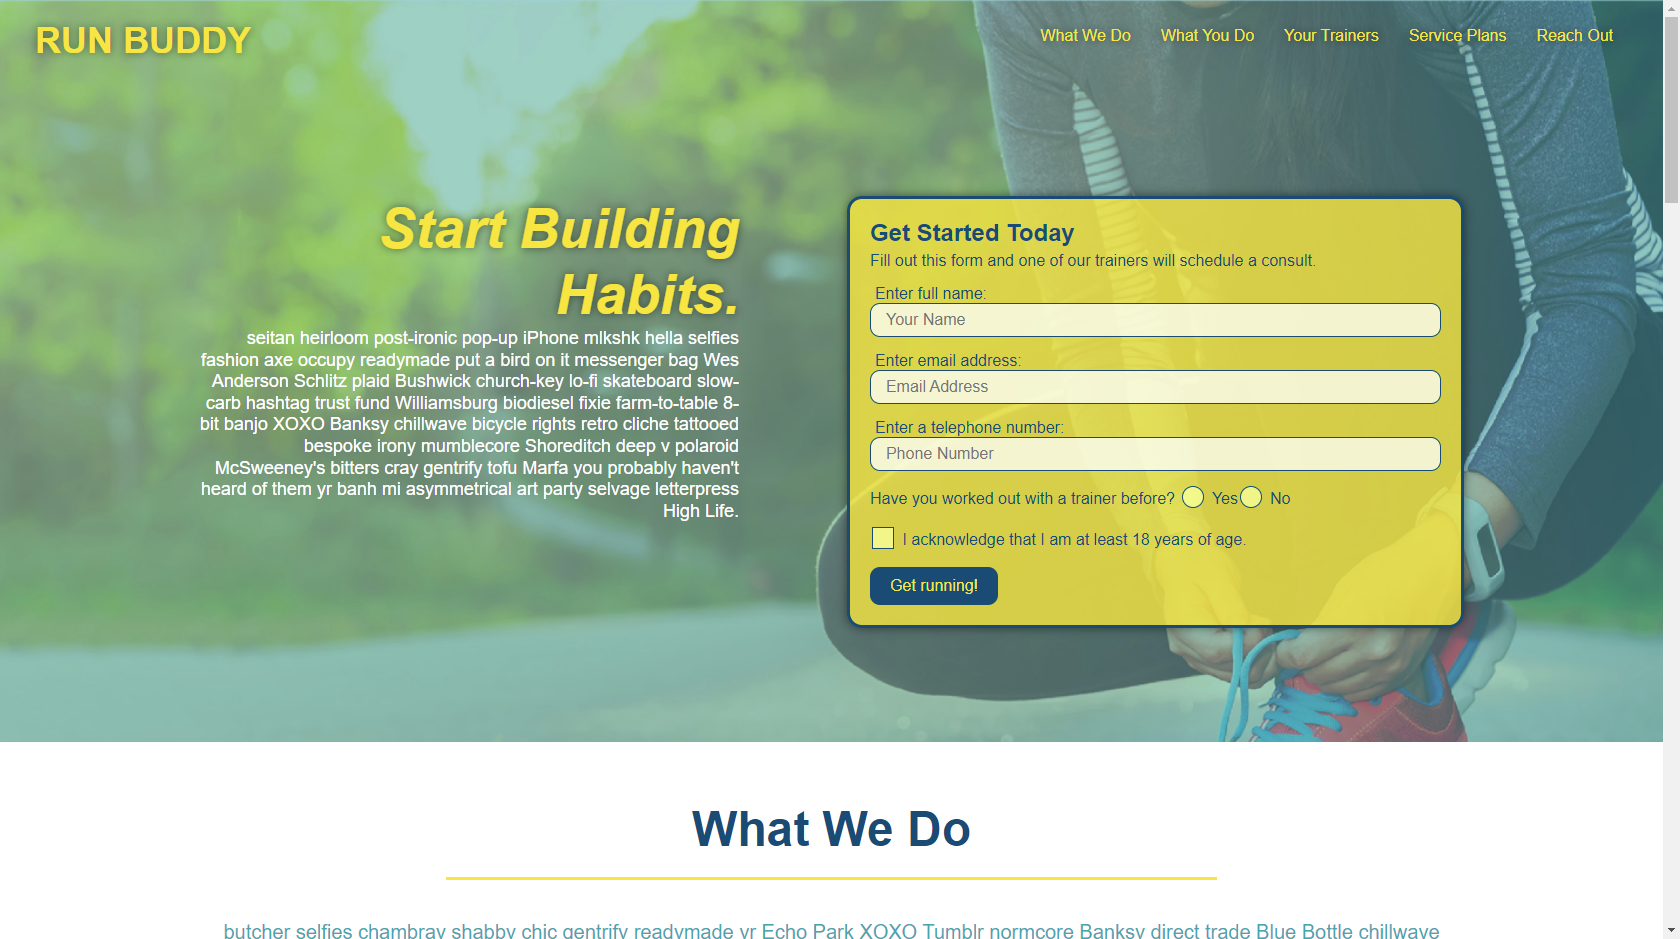 RUN BUDDY
What We Do What You Do Your Trainers Service Plans Reach Out
Start Building
Habits.
seitan heirloom post-ironic pop-up iPhone mlkshk hella selfies
fashion axe occupy readymade put a bird on it messenger bag Wes
Anderson Schlitz plaid Bushwick church-key lo-fi skateboard slow-
carb hashtag trust fund Williamsburg biodiesel fixie farm-to-table 8-
bit banjo XOXO Banksy chillwave bicycle rights retro cliche tattooed
bespoke irony mumblecore Shoreditch deep v polaroid
McSweeney's bitters cray gentrify tofu Marfa you probably haven't
heard of them yr banh mi asymmetrical art party selvage letterpress
High Life.
Get Started Today
Fill out this form and one of our trainers will schedule a consult.
Enter full name:
Your Name
Enter email address:
Email Address
Enter a telephone number:
Phone Number
Have you worked out with a trainer before? Yes No
I acknowledge that I am at least 18 years of age.
Get running!
What We Do
butcher selfies chambray shabby chic gentrify readymade yr Echo Park XOXO Tumblr normcore Banksy direct trade Blue Bottle chillwave